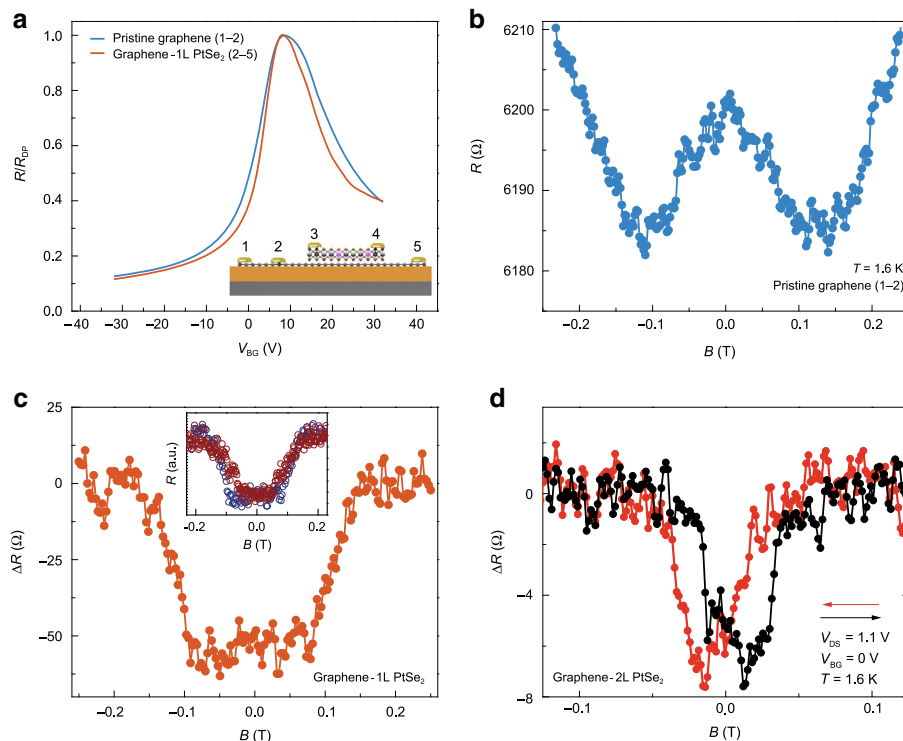 a
Pristine graphene (1–2)
Graphene-1L PtSe₂ (2–5)
R/R_DP
1.0
0.8
0.6
0.4
0.2
0.0
1 2 3 4 5
−40 −30 −20 −10 0 10 20 30 40
V_BG (V)
b
R (Ω)
6210
6200
6190
6180
T = 1.6 K
Pristine graphene (1–2)
−0.2 −0.1 0.0 0.1 0.2
B (T)
c
ΔR (Ω)
25
0
−25
−50
R (a.u.)
−0.2 0.0 0.2
B (T)
Graphene-1L PtSe₂
−0.2 −0.1 0.0 0.1 0.2
B (T)
d
ΔR (Ω)
0
−4
−8
V_DS = 1.1 V
V_BG = 0 V
T = 1.6 K
Graphene-2L PtSe₂
−0.1 0.0 0.1
B (T)